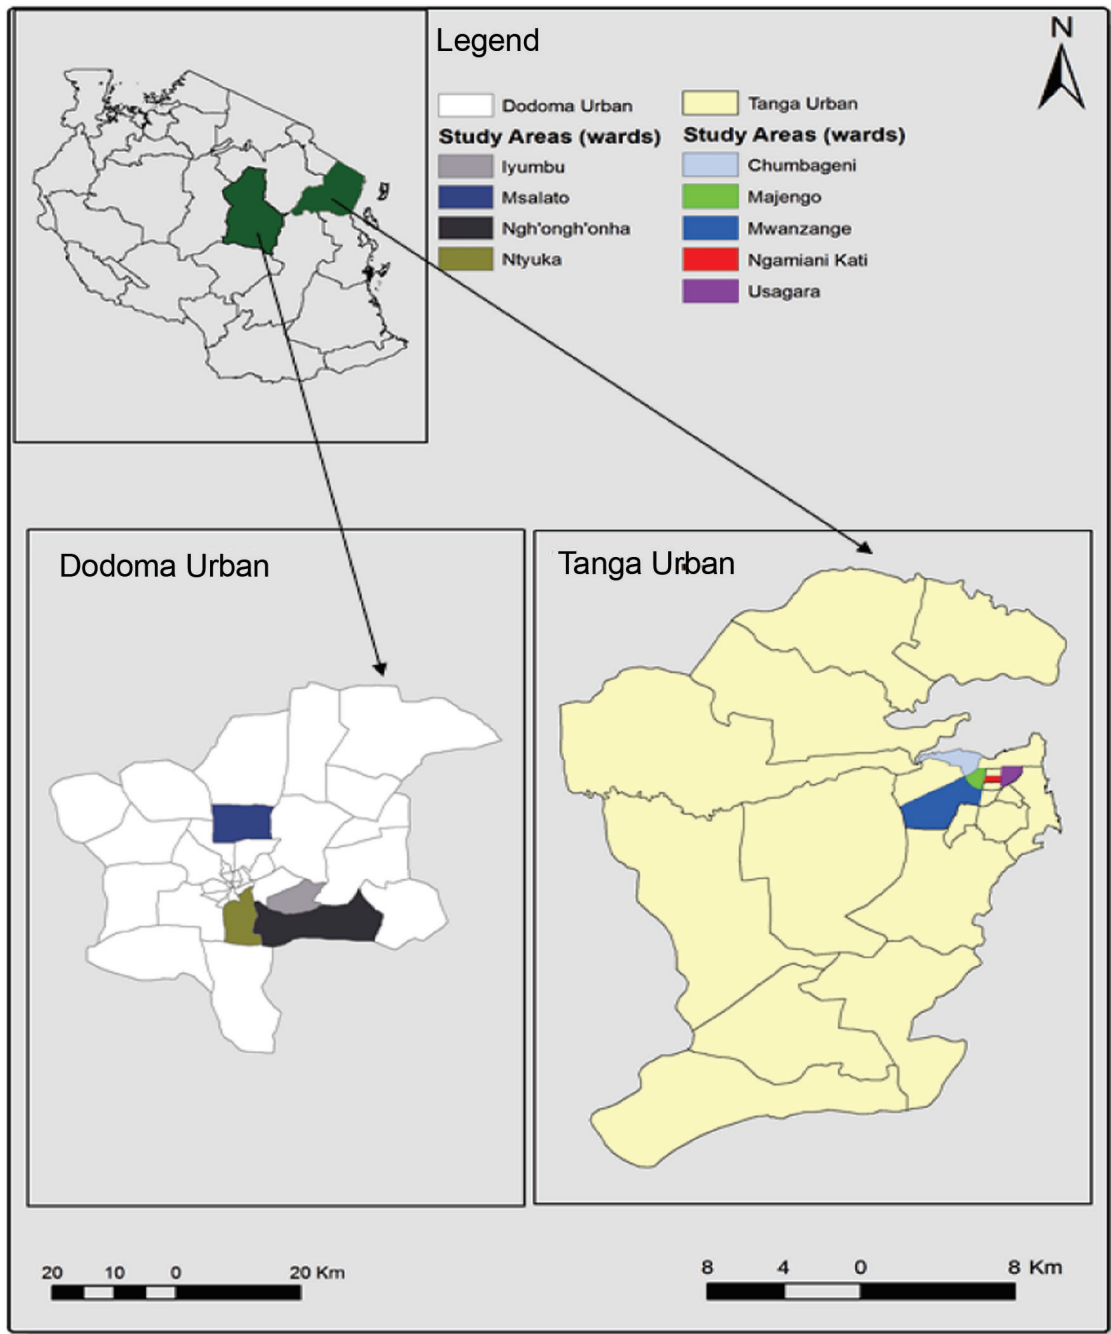 N
Legend
Dodoma Urban
Study Areas (wards)
Iyumbu
Msalato
Ngh'ongh'onha
Ntyuka
Tanga Urban
Study Areas (wards)
Chumbageni
Majengo
Mwanzange
Ngamiani Kati
Usagara
Dodoma Urban
Tanga Urban
20 10 0 20 Km
8 4 0 8 Km